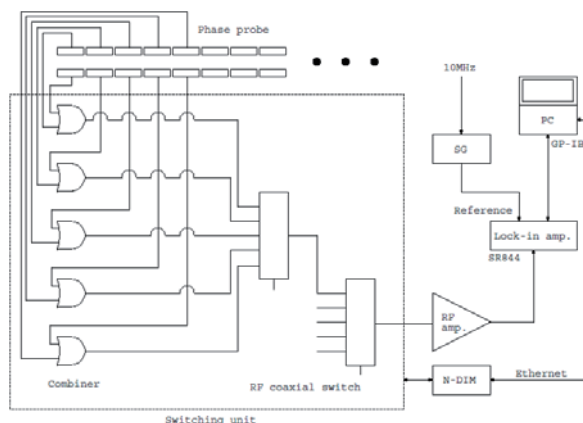 Phase probe
10MHz
PC
GP-IB
SG
Reference
Lock-in amp.
SR844
RF
amp.
Combiner
RF coaxial switch
N-DIM
Ethernet
Switching unit